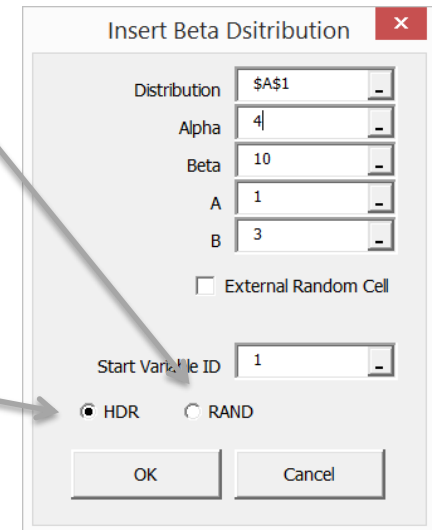 Insert Beta Dsitribution
Distribution $A$1
Alpha 4
Beta 10
A 1
B 3
External Random Cell
Start Variable ID 1
HDR RAND
OK Cancel